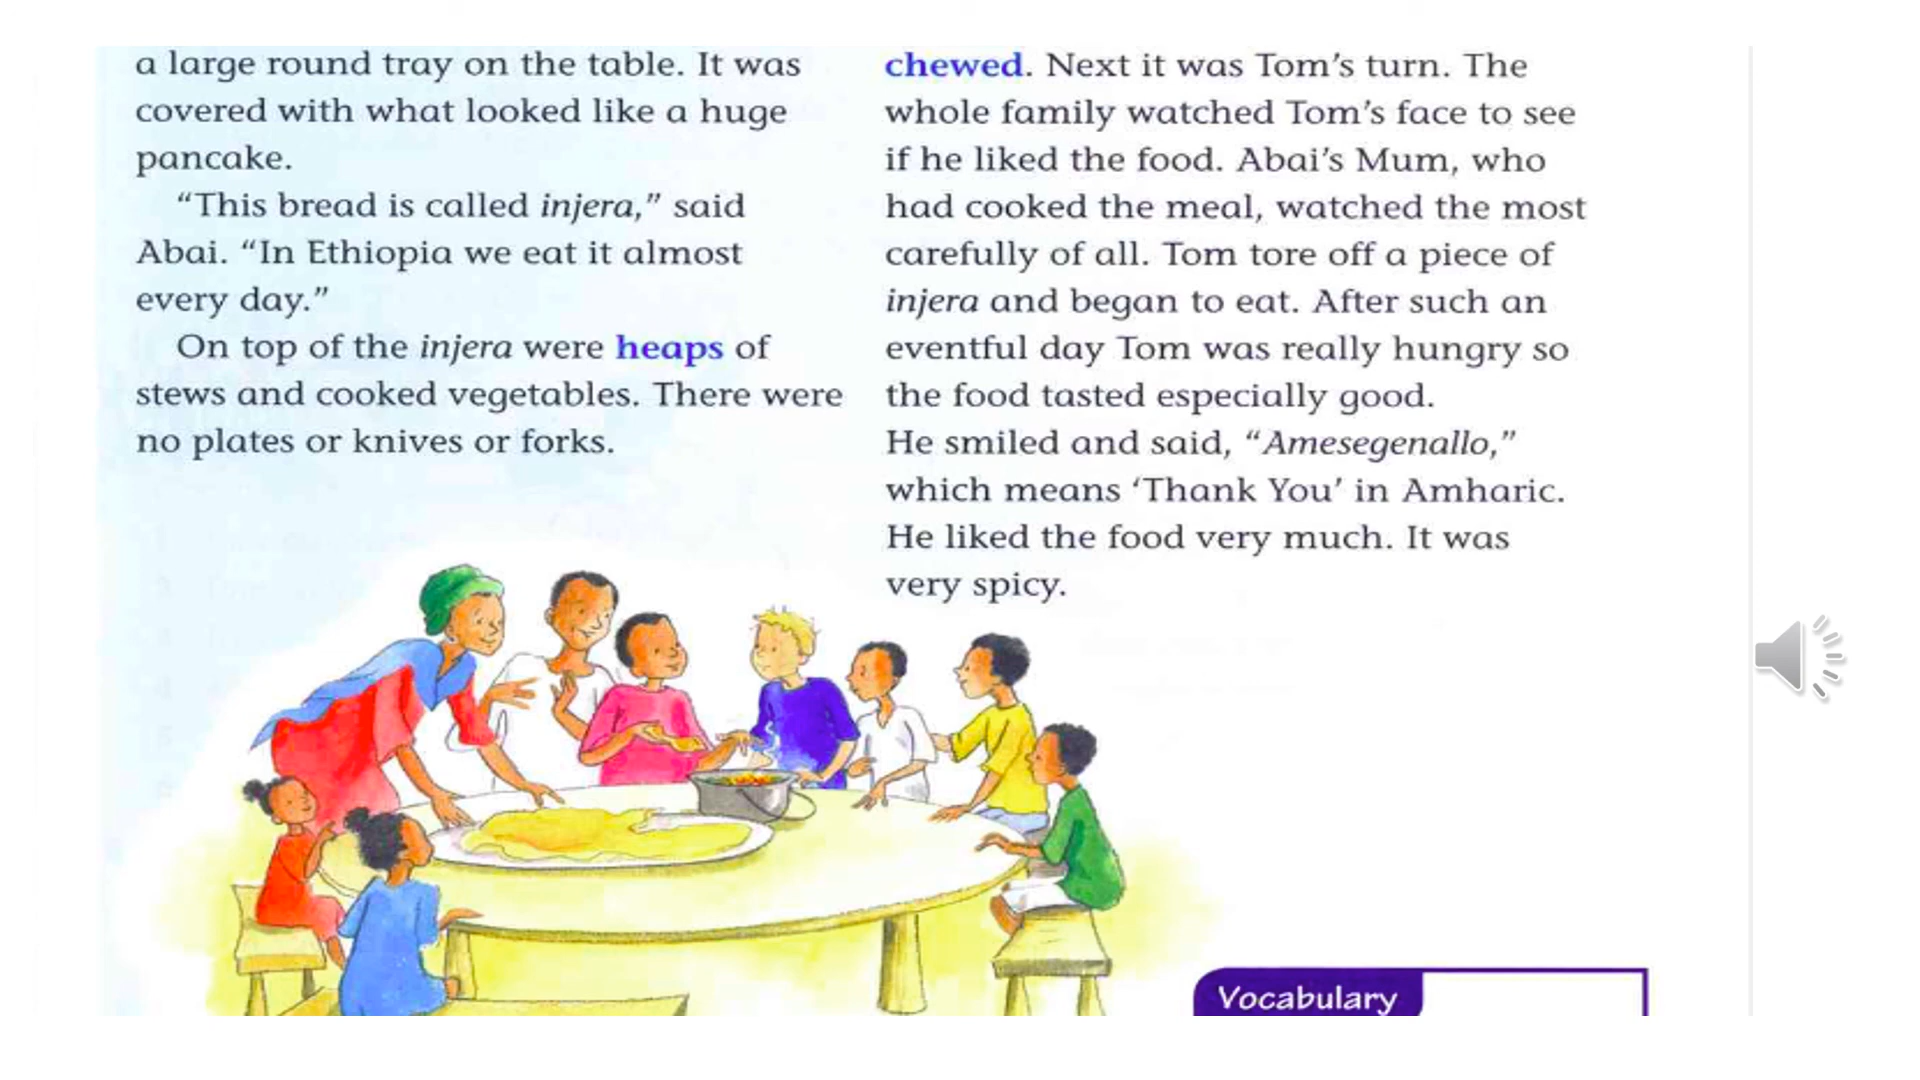 a large round tray on the table. It was
covered with what looked like a huge
pancake.
“This bread is called injera,” said
Abai. “In Ethiopia we eat it almost
every day.”
On top of the injera were heaps of
stews and cooked vegetables. There were
no plates or knives or forks.
chewed. Next it was Tom’s turn. The
whole family watched Tom’s face to see
if he liked the food. Abai’s Mum, who
had cooked the meal, watched the most
carefully of all. Tom tore off a piece of
injera and began to eat. After such an
eventful day Tom was really hungry so
the food tasted especially good.
He smiled and said, “Amesegenallo,”
which means ‘Thank You’ in Amharic.
He liked the food very much. It was
very spicy.
Vocabulary